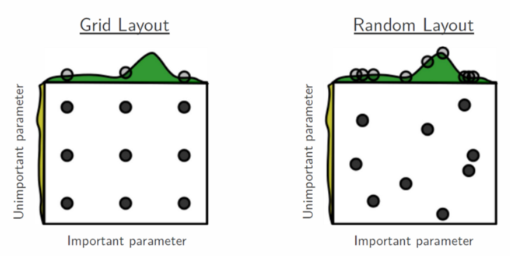 Grid Layout
Unimportant parameter
Important parameter
Random Layout
Unimportant parameter
Important parameter